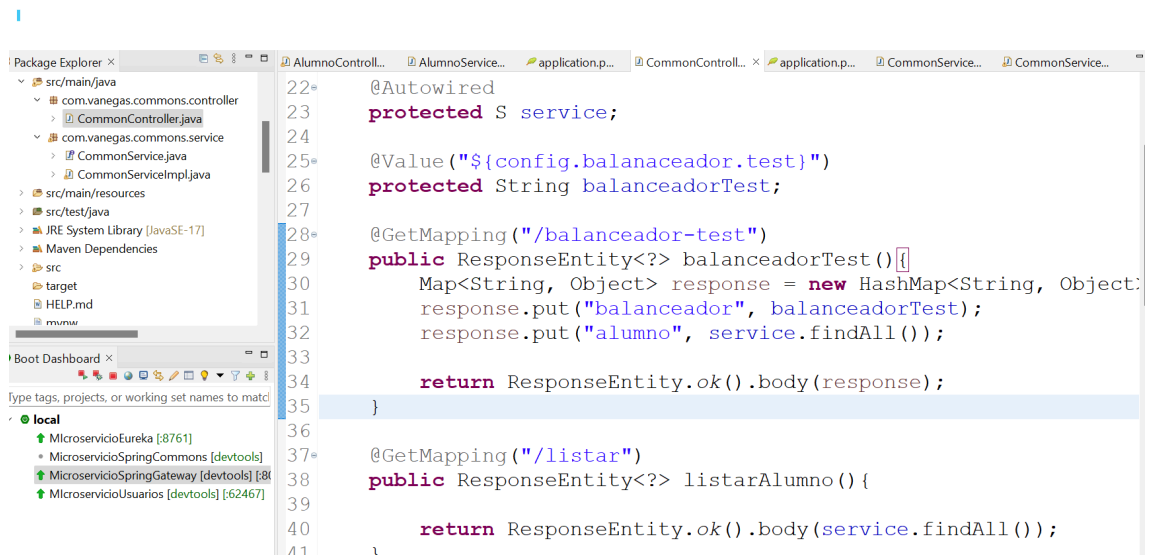 Package Explorer
AlumnoControll...
AlumnoService...
application.p...
CommonControll...
application.p...
CommonService...
CommonService...
src/main/java
com.vanegas.commons.controller
CommonController.java
com.vanegas.commons.service
CommonService.java
CommonServiceImpl.java
src/main/resources
src/test/java
JRE System Library [JavaSE-17]
Maven Dependencies
src
target
HELP.md
mvnw
Boot Dashboard
Type tags, projects, or working set names to match
local
MIcroservicioEureka [:8761]
MicroservicioSpringCommons [devtools]
MicroservicioSpringGateway [devtools] [:80
MIcroservicioUsuarios [devtools] [:62467]
22 @Autowired
23 protected S service;
24
25 @Value("${config.balanaceador.test}")
26 protected String balanceadorTest;
27
28 @GetMapping("/balanceador-test")
29 public ResponseEntity<?> balanceadorTest(){
30 Map<String, Object> response = new HashMap<String, Object>
31 response.put("balanceador", balanceadorTest);
32 response.put("alumno", service.findAll());
33
34 return ResponseEntity.ok().body(response);
35 }
36
37 @GetMapping("/listar")
38 public ResponseEntity<?> listarAlumno(){
39
40 return ResponseEntity.ok().body(service.findAll());
41 }